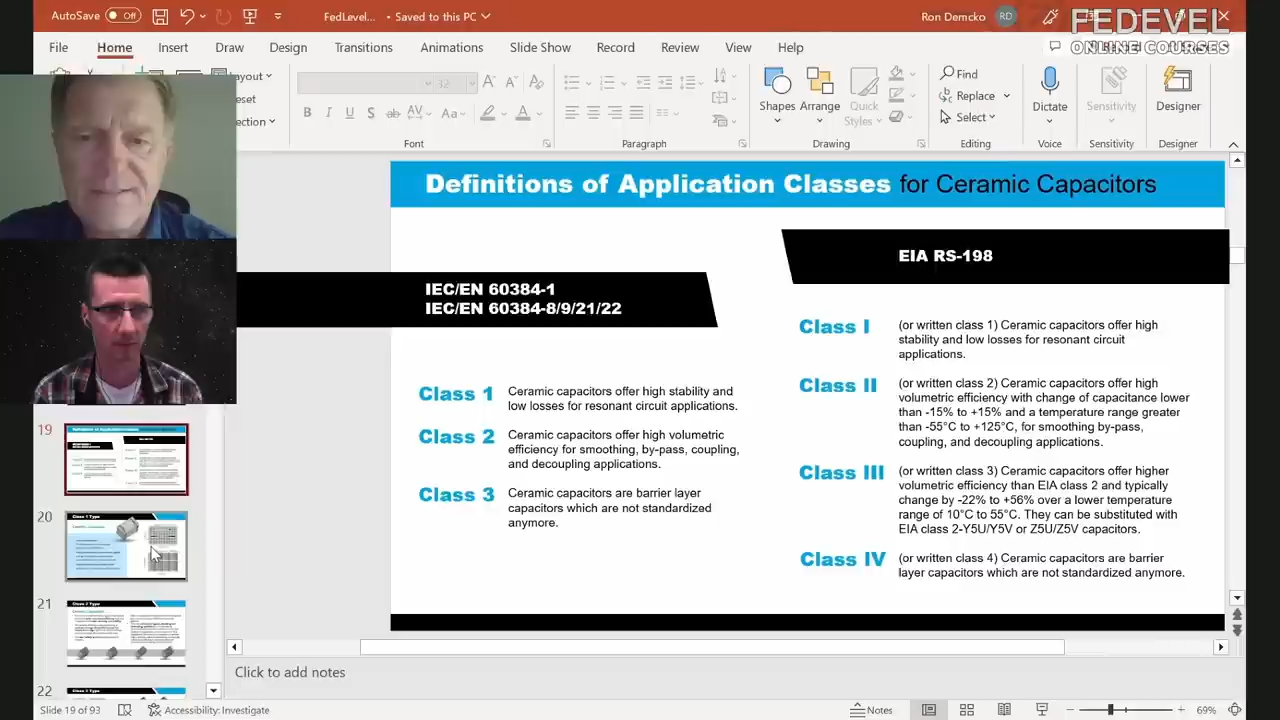 AutoSave Off
FedLevel... • Saved to this PC
Ron Demcko RD
FEDEVEL
ONLINE COURSES
File Home Insert Draw Design Transitions Animations Slide Show Record Review View Help
Find
Replace
Select
Shapes Arrange Quick Styles
Dictate
Sensitivity
Designer
Font Paragraph Drawing Editing Voice Sensitivity Designer
Definitions of Application Classes for Ceramic Capacitors
EIA RS-198
IEC/EN 60384-1
IEC/EN 60384-8/9/21/22
Class 1 Ceramic capacitors offer high stability and
low losses for resonant circuit applications.
Class 2 Ceramic capacitors offer high volumetric
efficiency for smoothing, by-pass, coupling,
and decoupling applications.
Class 3 Ceramic capacitors are barrier layer
capacitors which are not standardized
anymore.
Class I (or written class 1) Ceramic capacitors offer high
stability and low losses for resonant circuit
applications.
Class II (or written class 2) Ceramic capacitors offer high
volumetric efficiency with change of capacitance lower
than -15% to +15% and a temperature range greater
than -55°C to +125°C, for smoothing by-pass,
coupling and decoupling applications.
Class III (or written class 3) Ceramic capacitors offer higher
volumetric efficiency than EIA class 2 and typically
change by -22% to +56% over a lower temperature
range of 10°C to 55°C. They can be substituted with
EIA class 2-Y5U/Y5V or Z5U/Z5V capacitors.
Class IV (or written class 4) Ceramic capacitors are barrier
layer capacitors which are not standardized anymore.
19
20
Class 1 Type
21
Class 2 Type
22
Click to add notes
Slide 19 of 93
Accessibility: Investigate
Notes
69%